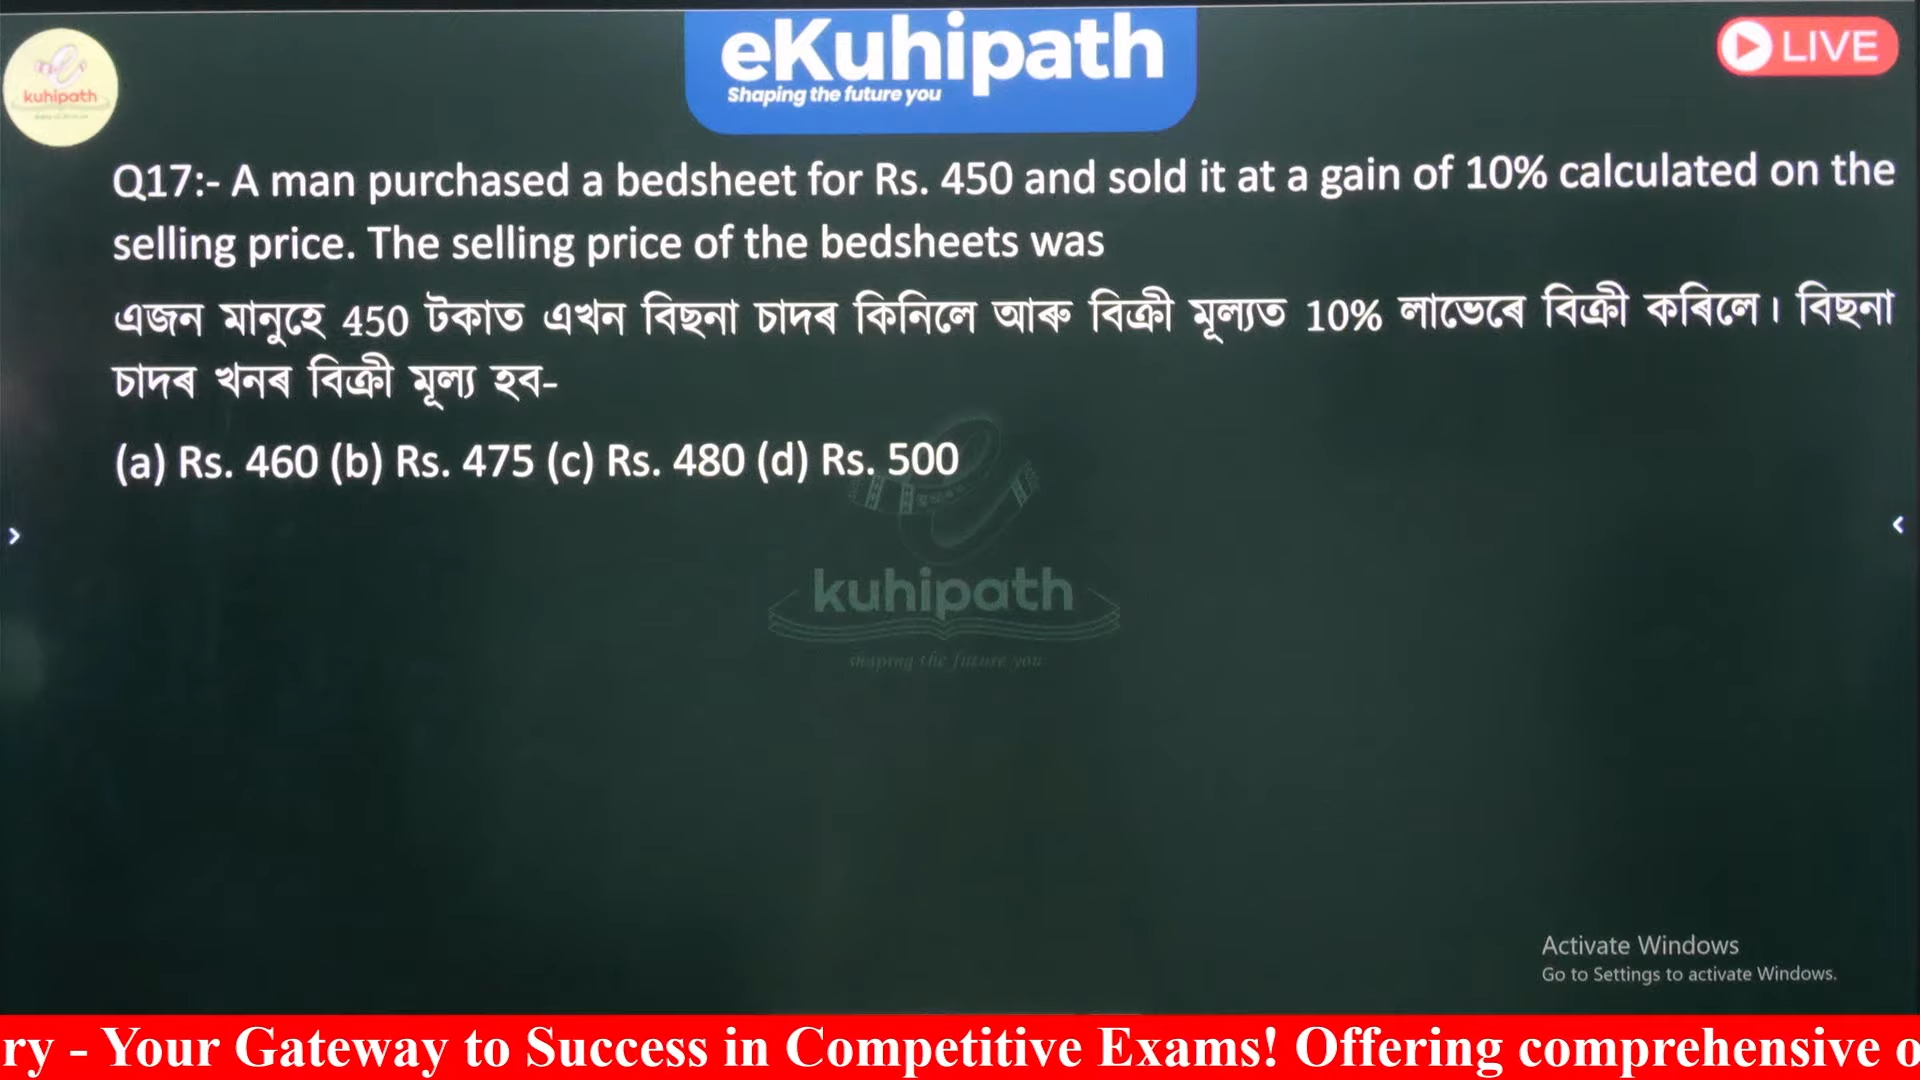 eKuhipath
Shaping the future you
LIVE
kuhipath
Q17:- A man purchased a bedsheet for Rs. 450 and sold it at a gain of 10% calculated on the
selling price. The selling price of the bedsheets was
এজন মানুহে 450 টকাত এখন বিছনা চাদৰ কিনিলে আৰু বিক্ৰী মূল্যত 10% লাভেৰে বিক্ৰী কৰিলে। বিছনা
চাদৰ খনৰ বিক্ৰী মূল্য হব-
(a) Rs. 460 (b) Rs. 475 (c) Rs. 480 (d) Rs. 500
kuhipath
shaping the future you
Activate Windows
Go to Settings to activate Windows.
ry - Your Gateway to Success in Competitive Exams! Offering comprehensive o